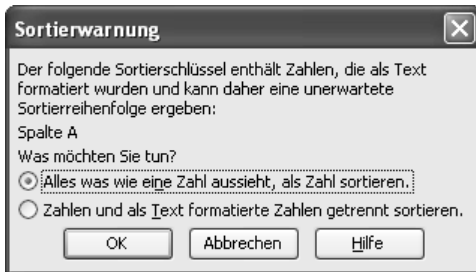 Sortierwarnung
Der folgende Sortierschlüssel enthält Zahlen, die als Text
formatiert wurden und kann daher eine unerwartete
Sortierreihenfolge ergeben:
Spalte A
Was möchten Sie tun?
Alles was wie eine Zahl aussieht, als Zahl sortieren.
Zahlen und als Text formatierte Zahlen getrennt sortieren.
OK Abbrechen Hilfe